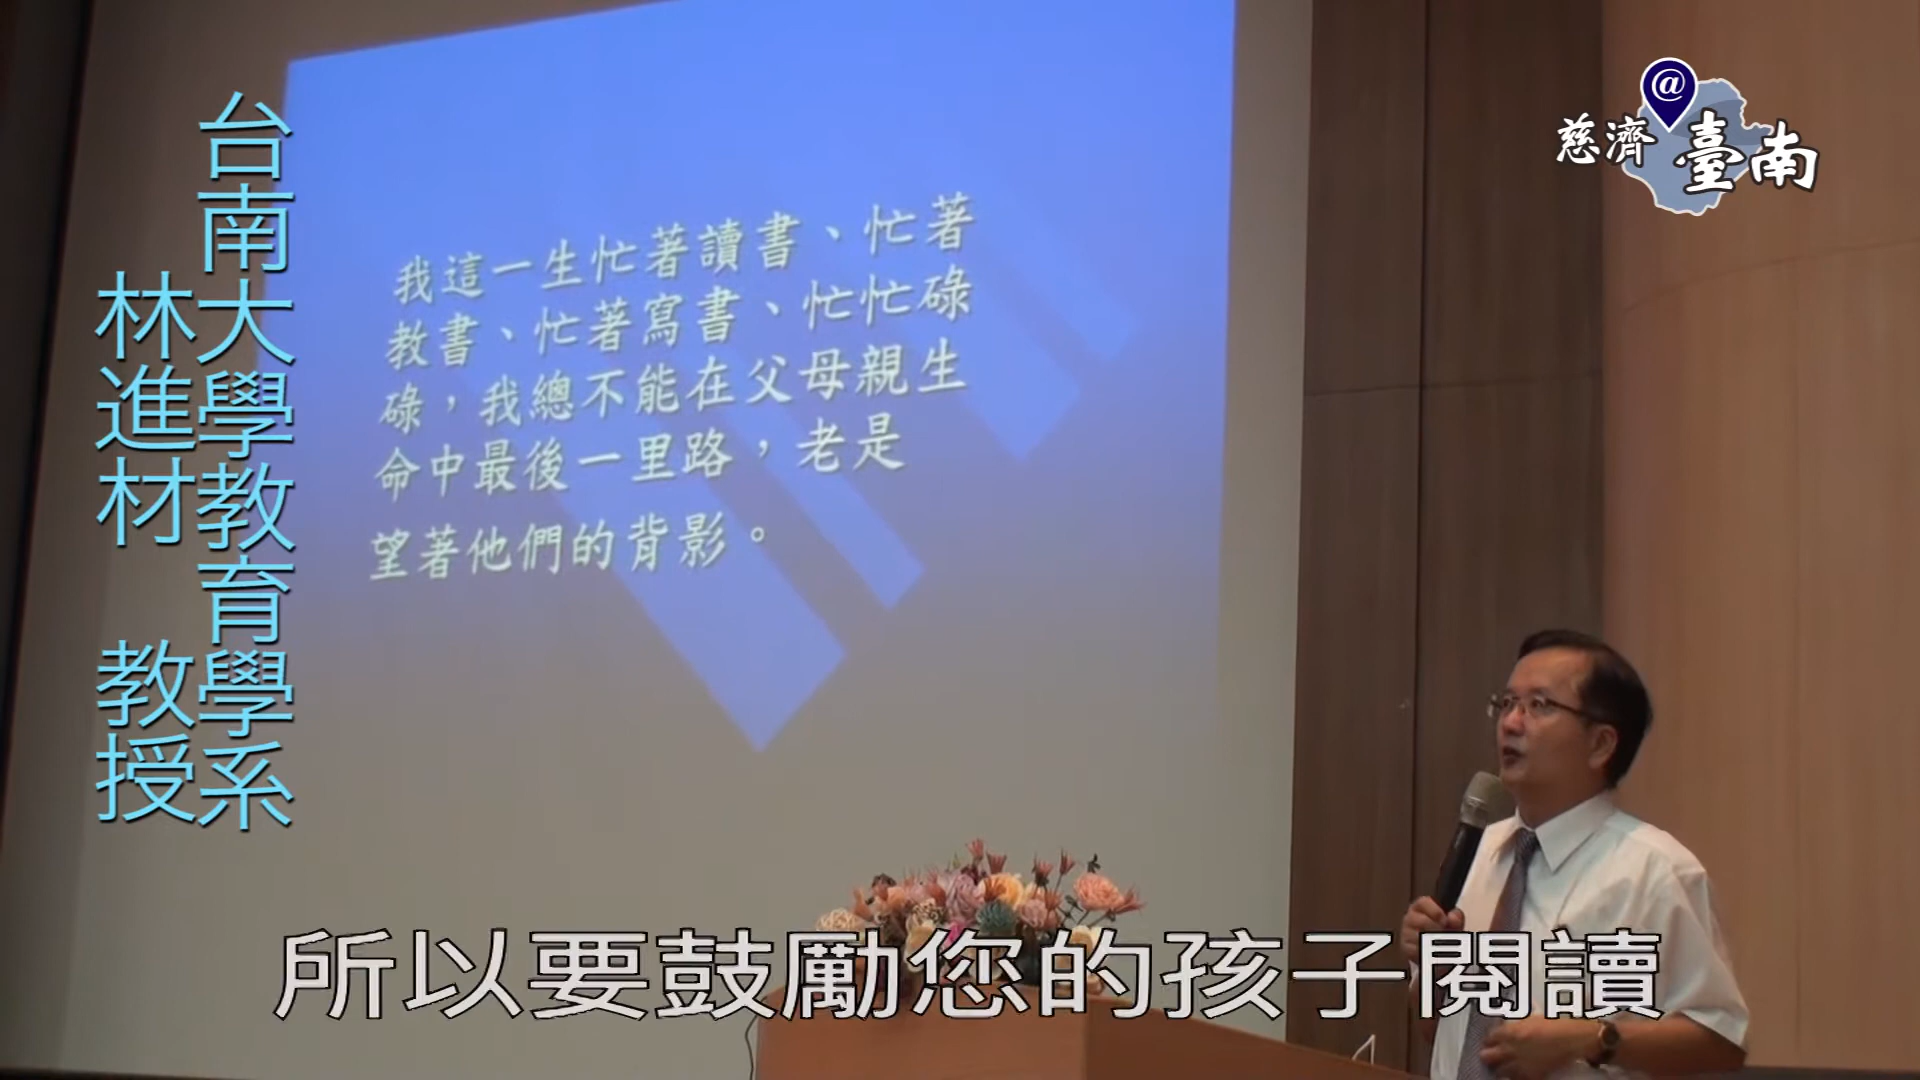 台南大學教育學系
林進材 教授
我這一生忙著讀書、忙著
教書、忙著寫書、忙忙碌
碌，我總不能在父母親生
命中最後一里路，老是
望著他們的背影。
@
慈濟臺南
所以要鼓勵您的孩子閱讀